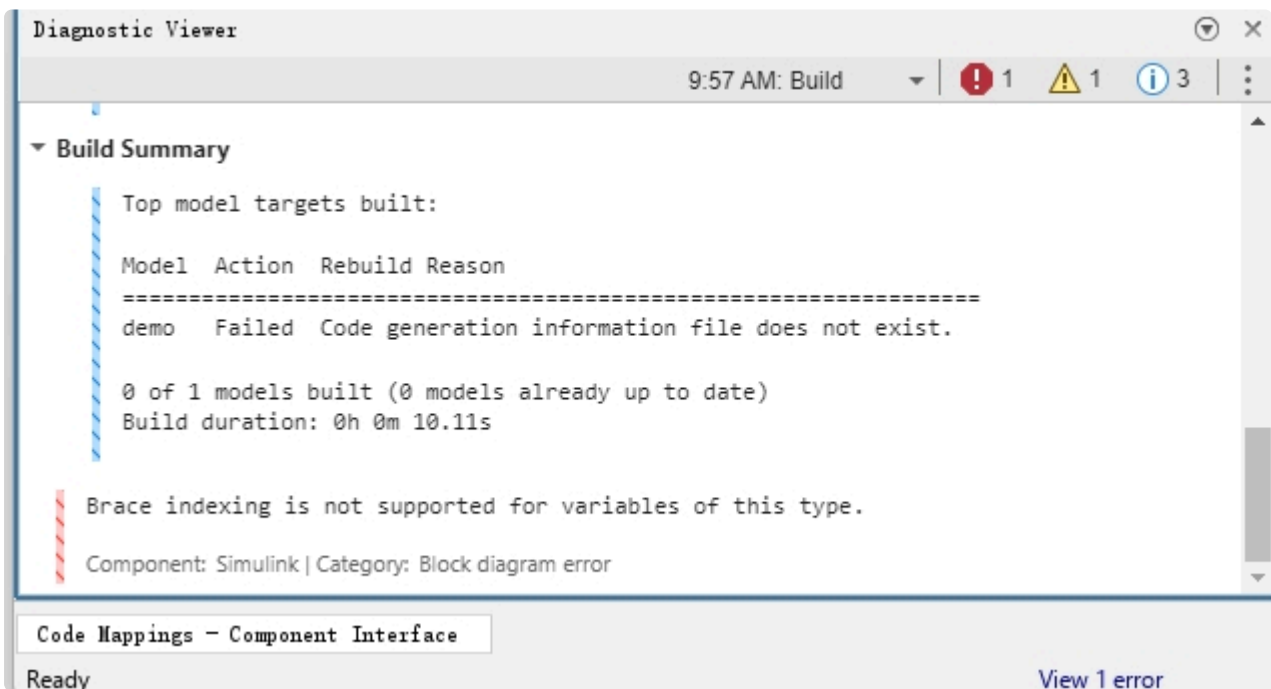 Diagnostic Viewer
9:57 AM: Build 1 1 3
Build Summary
Top model targets built:
Model Action Rebuild Reason
=================================================================
demo Failed Code generation information file does not exist.
0 of 1 models built (0 models already up to date)
Build duration: 0h 0m 10.11s
Brace indexing is not supported for variables of this type.
Component: Simulink | Category: Block diagram error
Code Mappings - Component Interface
Ready View 1 error